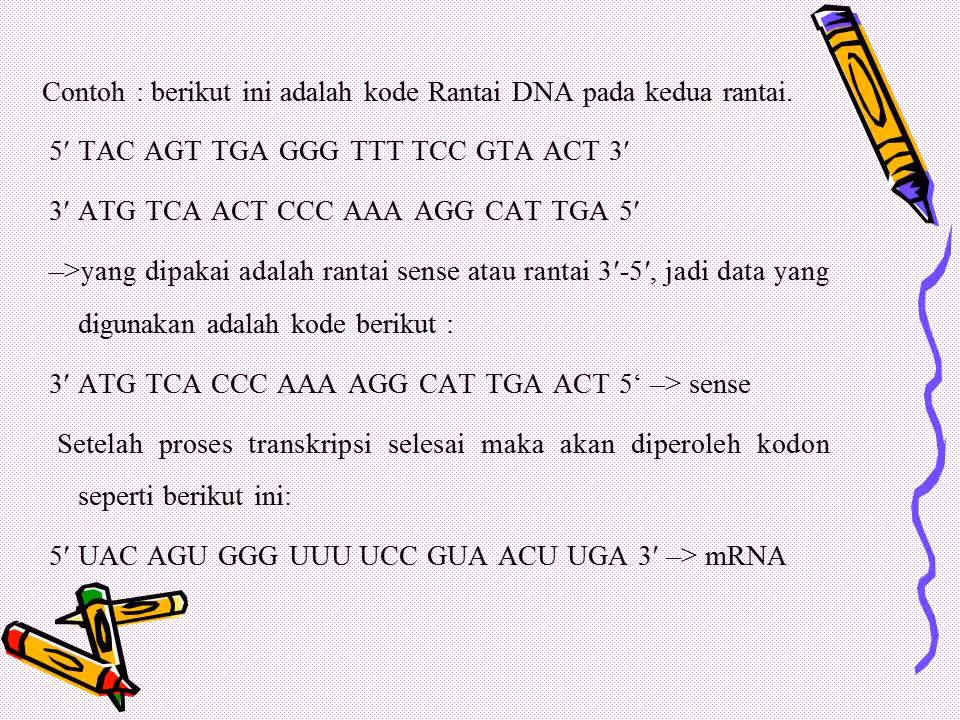 Contoh : berikut ini adalah kode Rantai DNA pada kedua rantai.
5′ TAC AGT TGA GGG TTT TCC GTA ACT 3′
3′ ATG TCA ACT CCC AAA AGG CAT TGA 5′
–>yang dipakai adalah rantai sense atau rantai 3′-5′, jadi data yang
digunakan adalah kode berikut :
3′ ATG TCA CCC AAA AGG CAT TGA ACT 5‘ –> sense
Setelah proses transkripsi selesai maka akan diperoleh kodon
seperti berikut ini:
5′ UAC AGU GGG UUU UCC GUA ACU UGA 3′ –> mRNA